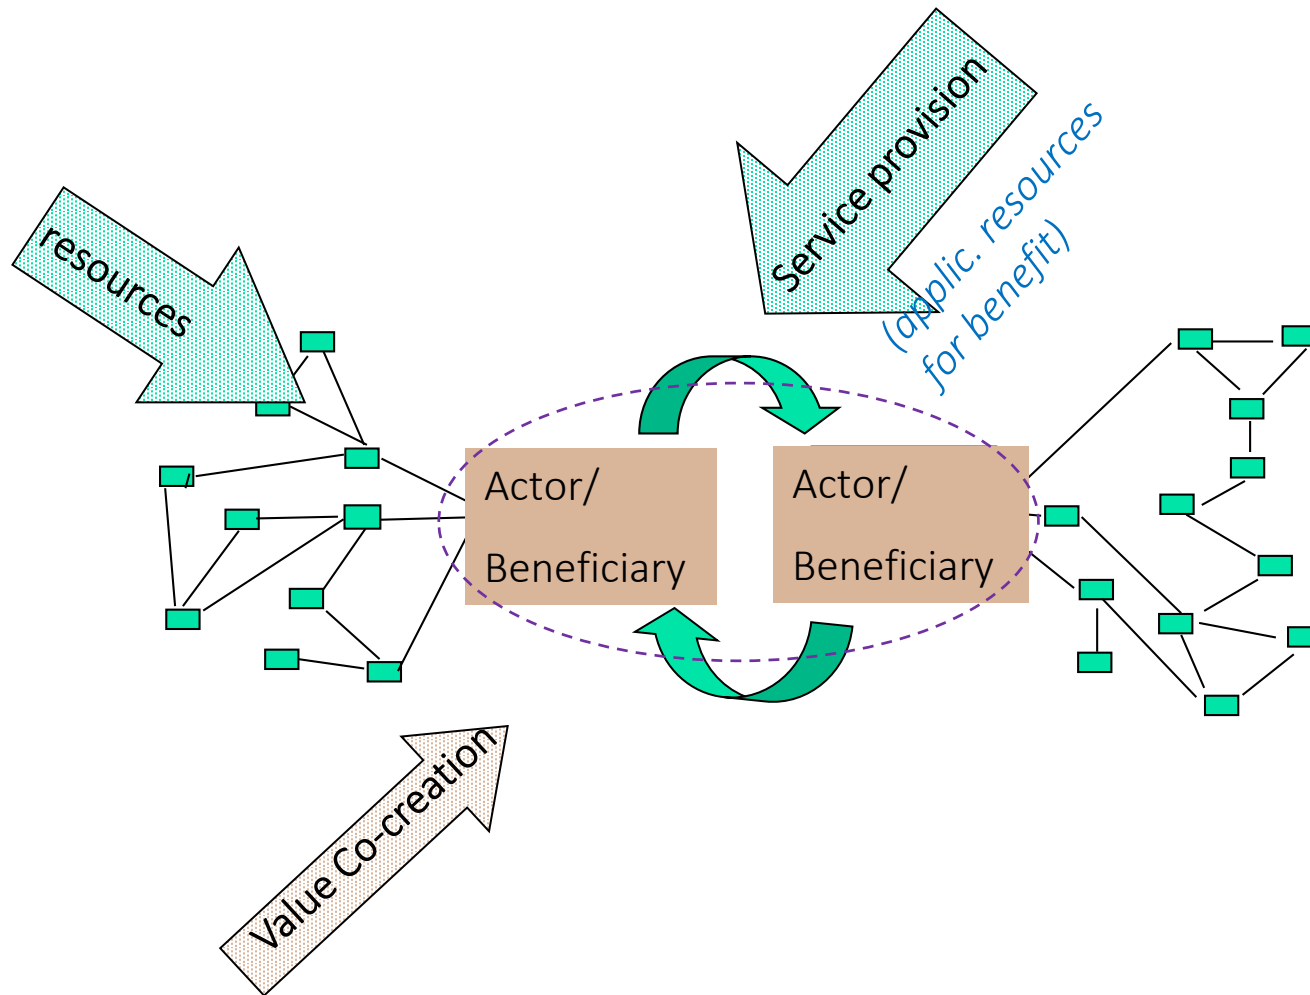 Service provision
(applic. resources
for benefit)
resources
Actor/
Beneficiary
Actor/
Beneficiary
Value Co-creation